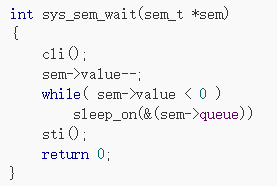 int sys_sem_wait(sem_t *sem)
{
    cli();
    sem->value--;
    while( sem->value < 0 )
        sleep_on(&(sem->queue))
    sti();
    return 0;
}